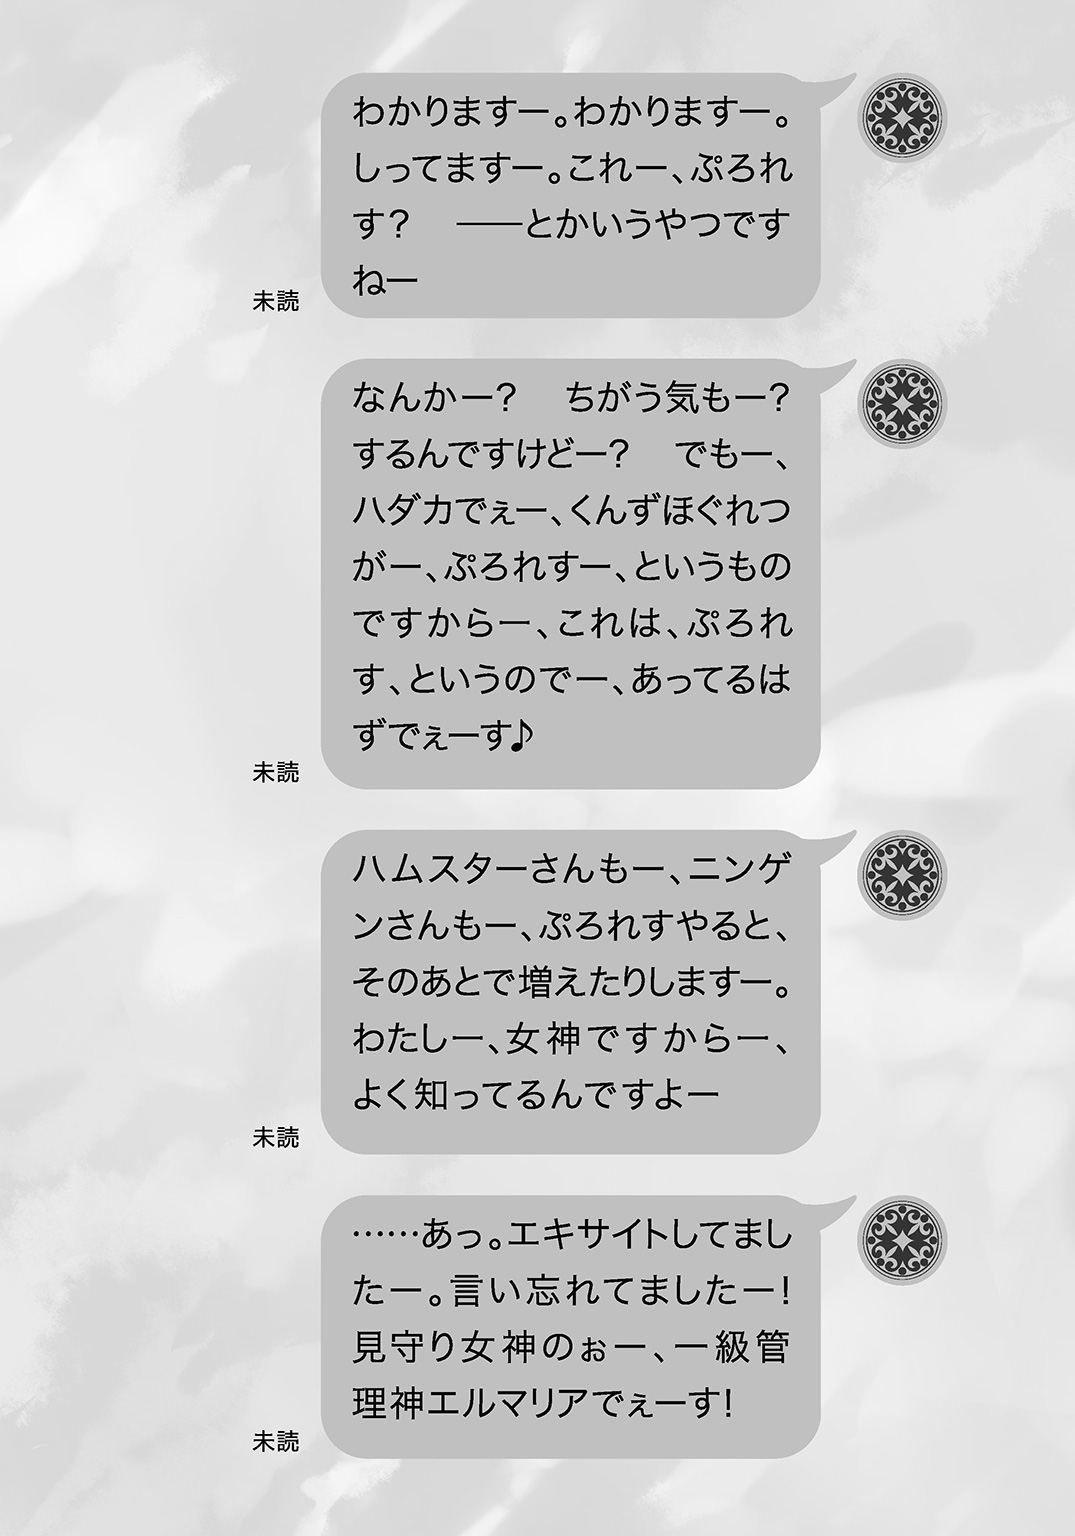 わかりますー。わかりますー。
しってますー。これー、ぷろれ
す？　――とかいうやつです
ねー
未読
なんかー？　ちがう気もー？
するんですけどー？　でもー、
ハダカでぇー、くんずほぐれつ
がー、ぷろれすー、というもの
ですからー、これは、ぷろれ
す、というのでー、あってるは
ずでぇーす♪
未読
ハムスターさんもー、ニンゲ
ンさんもー、ぷろれすやると、
そのあとで増えたりしますー。
わたしー、女神ですからー、
よく知ってるんですよー
未読
……あっ。エキサイトしてまし
たー。言い忘れてましたー！
見守り女神のぉー、一級管
理神エルマリアでぇーす！
未読